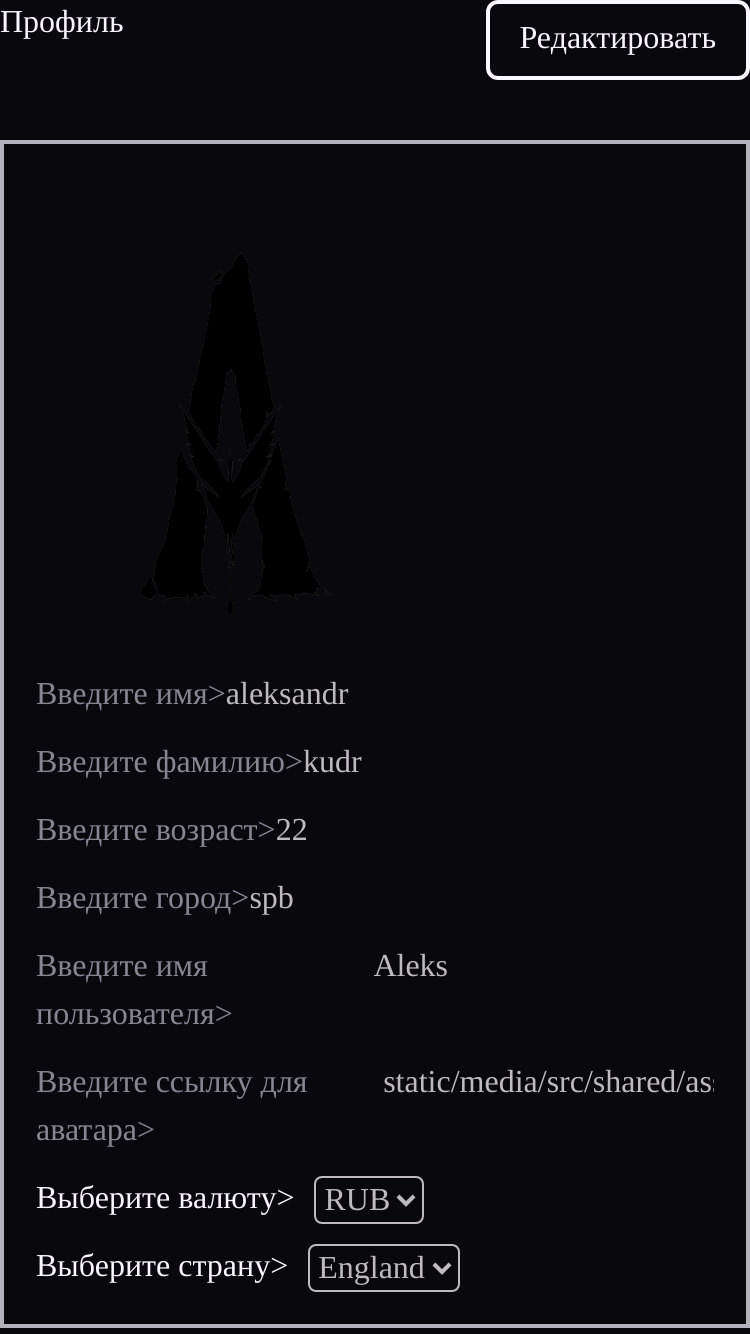 Профиль
Редактировать
Введите имя>aleksandr
Введите фамилию>kudr
Введите возраст>22
Введите город>spb
Введите имя Aleks
пользователя>
Введите ссылку для static/media/src/shared/as
аватара>
Выберите валюту> RUB
Выберите страну> England